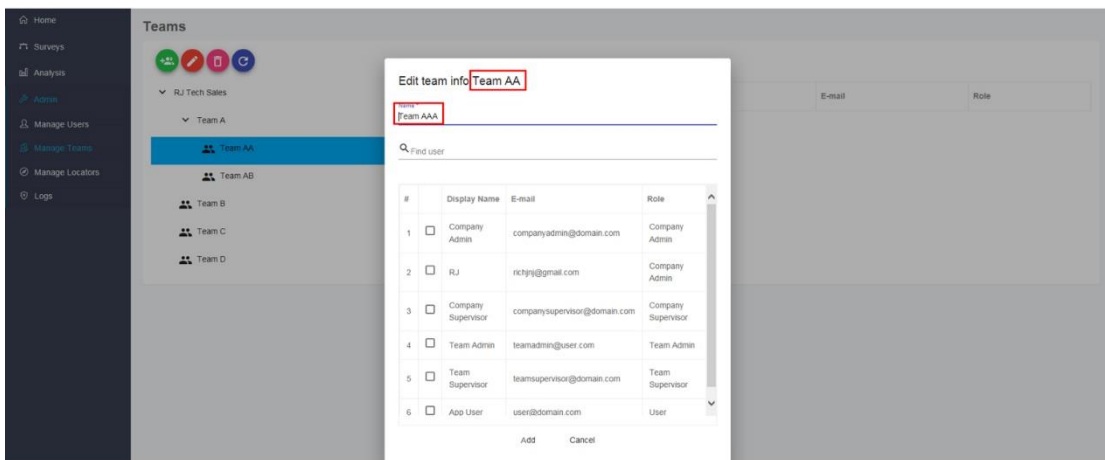 Home
Teams
Surveys
Analysis
Admin
Manage Users
Manage Teams
Manage Locators
Logs
RJ Tech Sales
Team A
Team AA
Team AB
Team B
Team C
Team D
E-mail Role
Edit team info Team AA
Name *
Team AAA
Find user
# Display Name E-mail Role
1 Company Admin companyadmin@domain.com Company Admin
2 RJ richjnj@gmail.com Company Admin
3 Company Supervisor companysupervisor@domain.com Company Supervisor
4 Team Admin teamadmin@user.com Team Admin
5 Team Supervisor teamsupervisor@domain.com Team Supervisor
6 App User user@domain.com User
Add Cancel